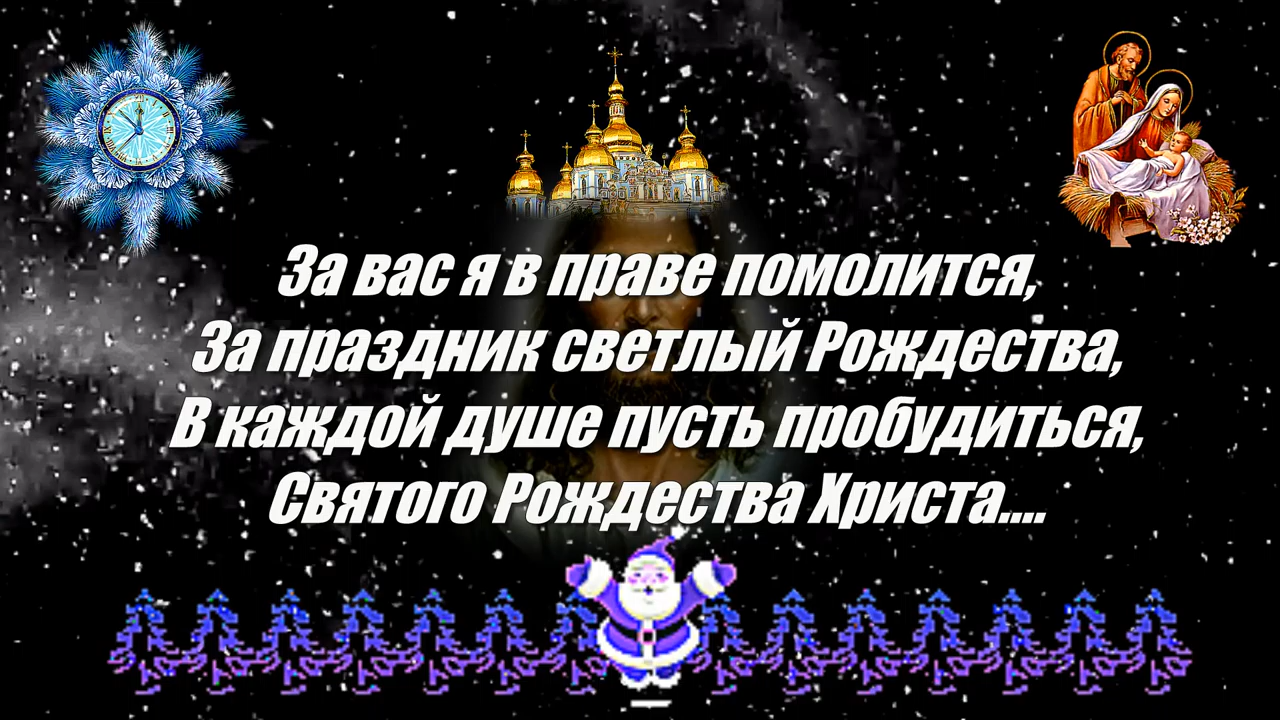 За вас я в праве помолится,
За праздник светлый Рождества,
В каждой душе пусть пробудиться,
Святого Рождества Христа....